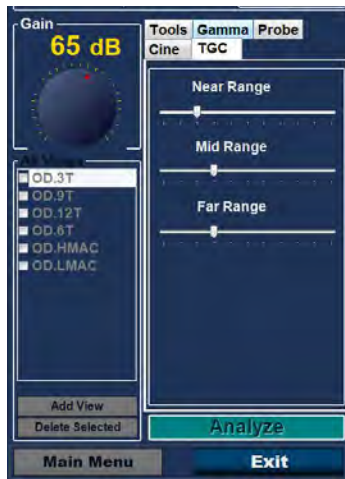 Gain
65 dB
Tools Gamma Probe
Cine TGC
Near Range
Mid Range
Far Range
OD.3T
OD.9T
OD.12T
OD.6T
OD.HMAC
OD.LMAC
Add View
Delete Selected
Analyze
Main Menu
Exit